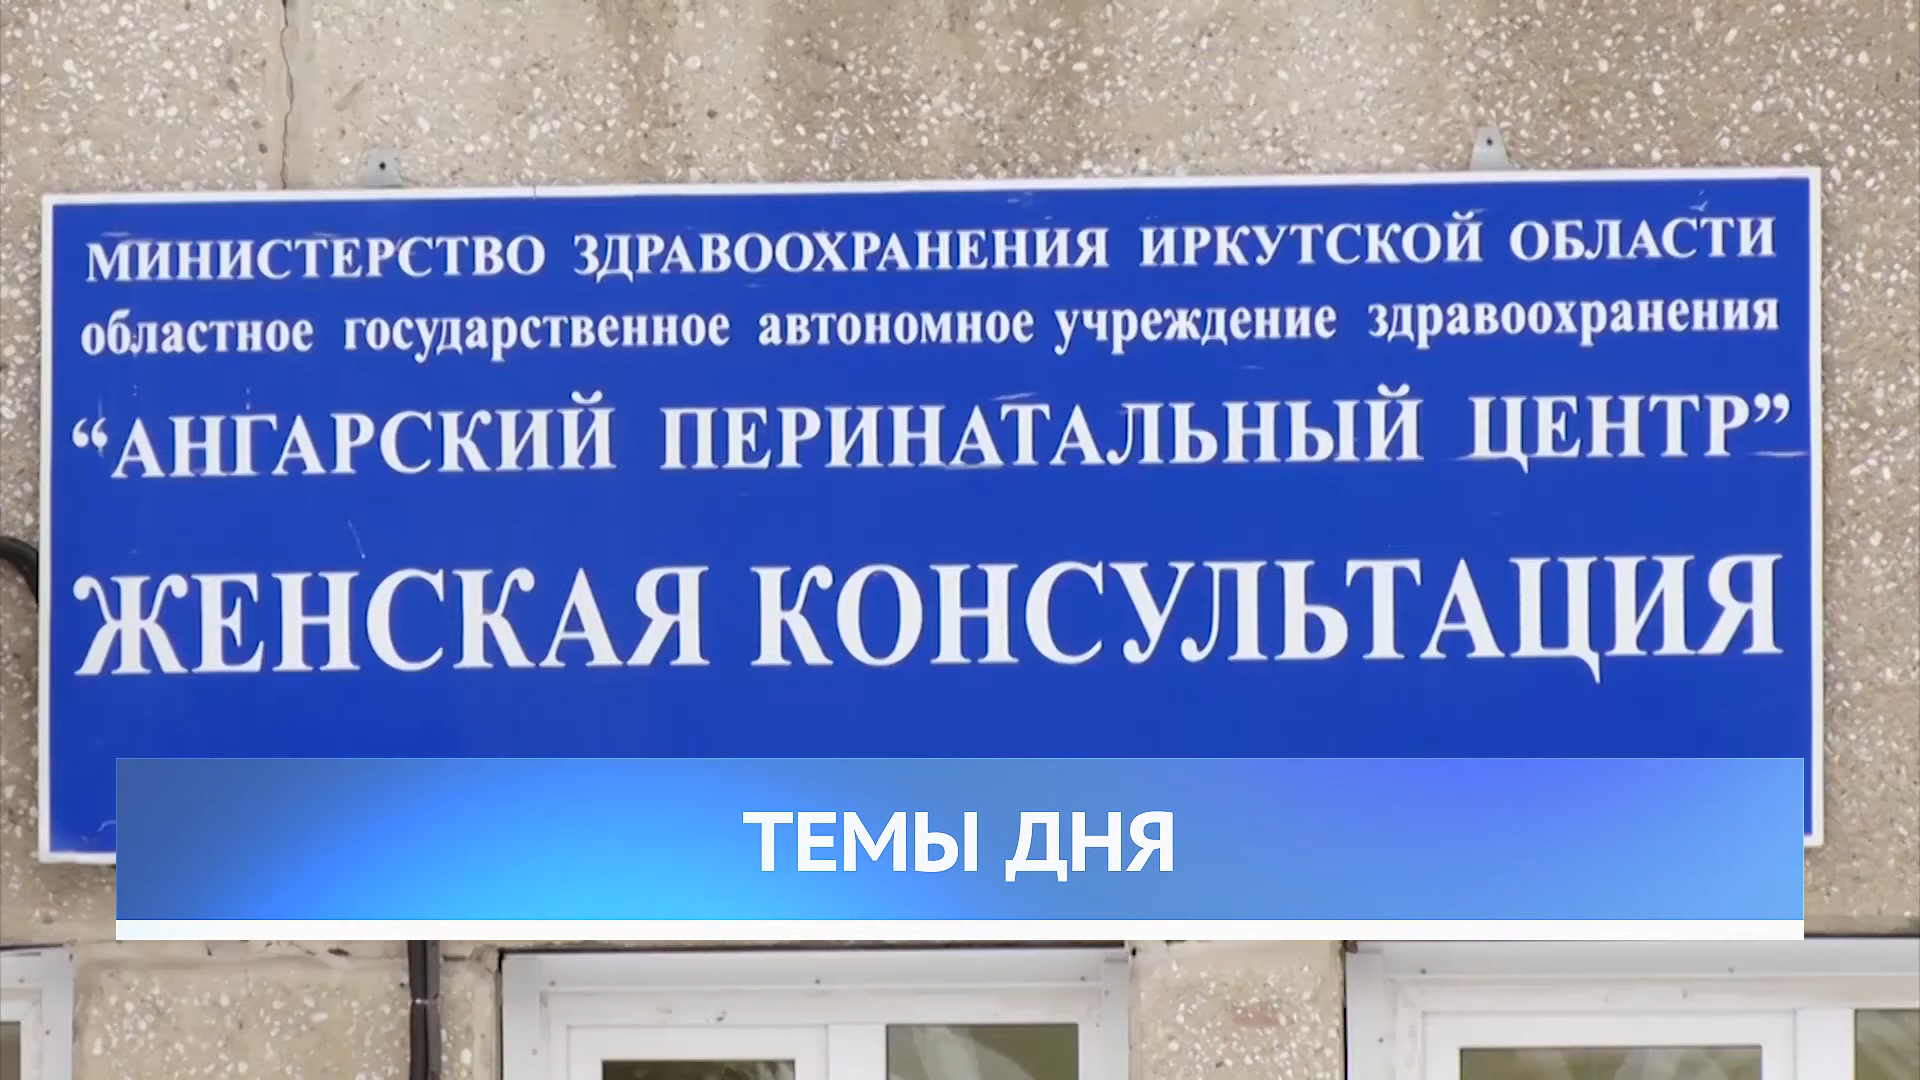 МИНИСТЕРСТВО ЗДРАВООХРАНЕНИЯ ИРКУТСКОЙ ОБЛАСТИ
областное государственное автономное учреждение здравоохранения
“АНГАРСКИЙ ПЕРИНАТАЛЬНЫЙ ЦЕНТР”
ЖЕНСКАЯ КОНСУЛЬТАЦИЯ
ТЕМЫ ДНЯ